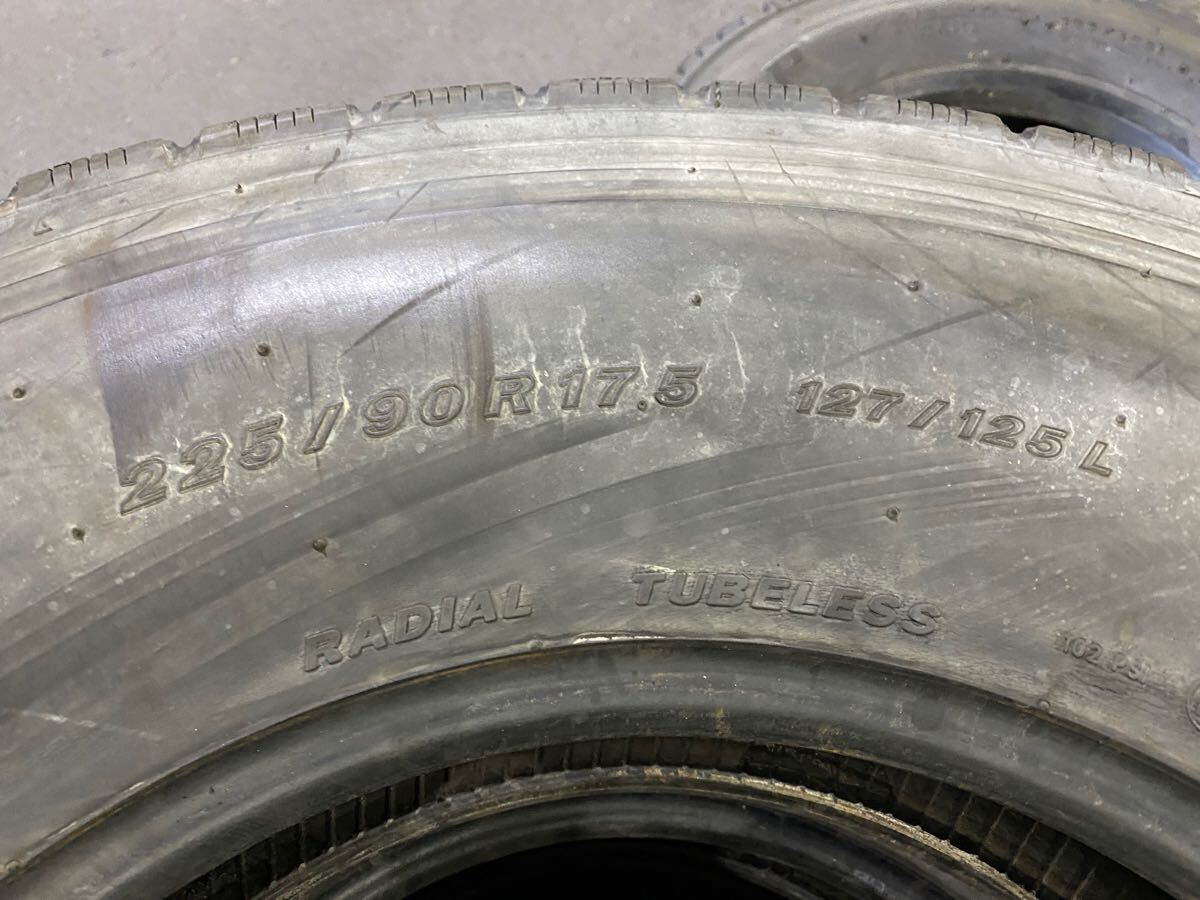 225/90R17.5 127/125L
RADIAL TUBELESS
102 PSI